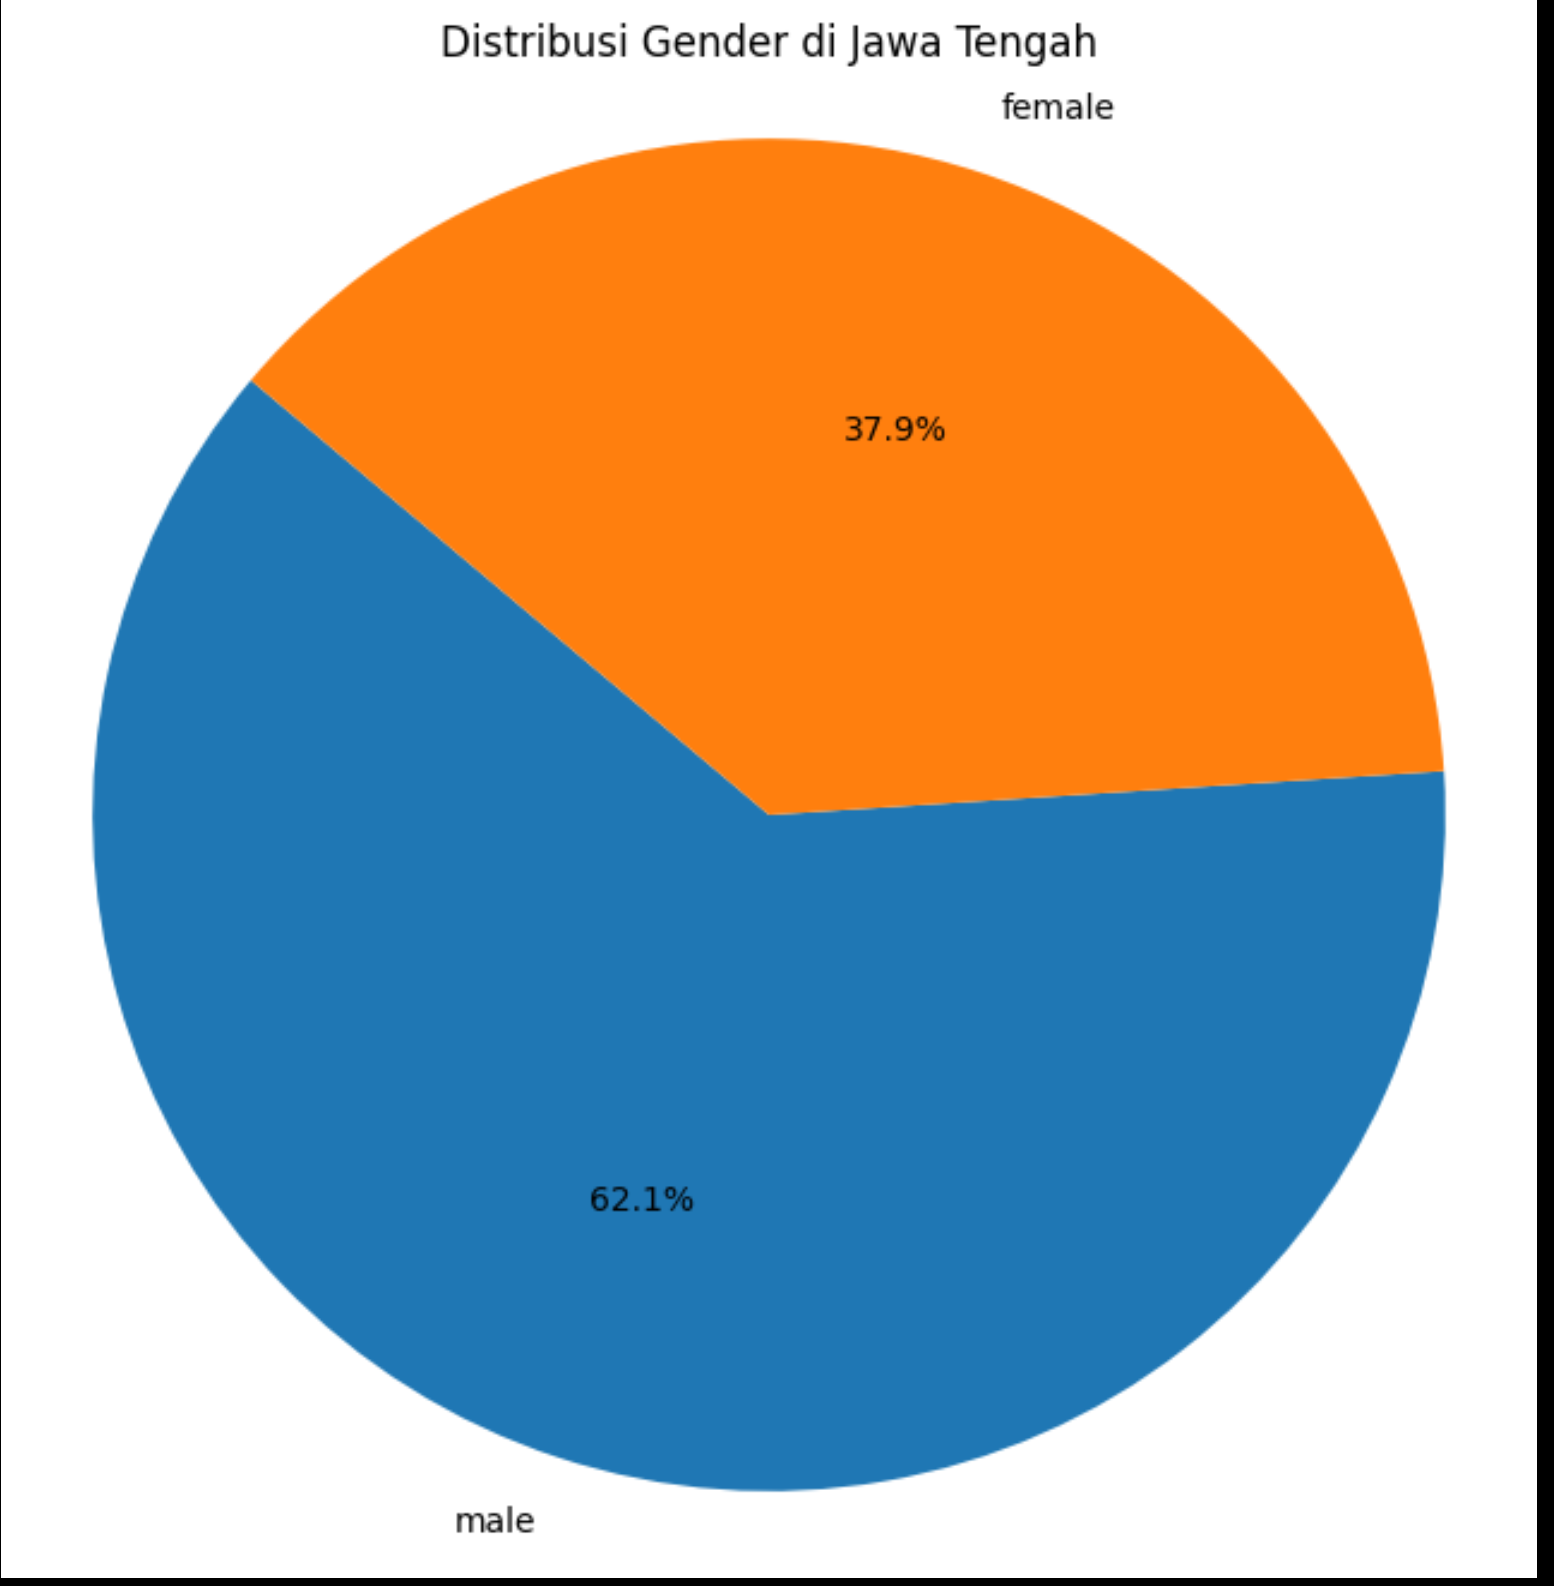 Distribusi Gender di Jawa Tengah
female
37.9%
62.1%
male